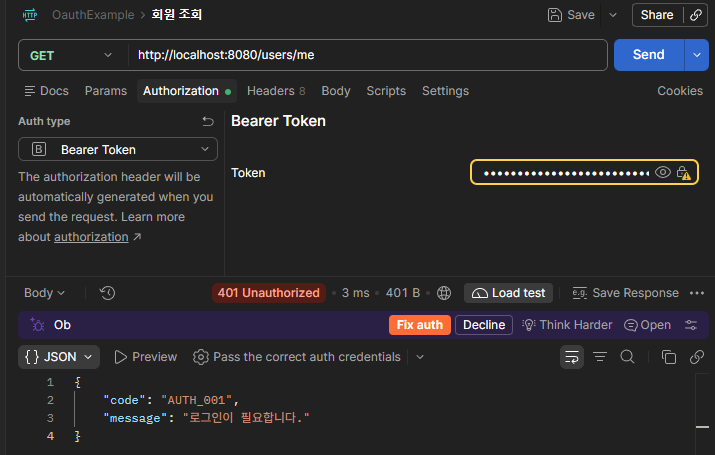 HTTP OauthExample > 회원 조회 Save Share
GET http://localhost:8080/users/me Send
Docs Params Authorization Headers 8 Body Scripts Settings Cookies
Auth type
B Bearer Token
The authorization header will be
automatically generated when you
send the request. Learn more
about authorization ↗
Bearer Token
Token
Body 401 Unauthorized • 3 ms • 401 B • Load test e.g. Save Response
Ob Fix auth Decline Think Harder Open
{} JSON Preview Pass the correct auth credentials
1 {
2 "code": "AUTH_001",
3 "message": "로그인이 필요합니다."
4 }